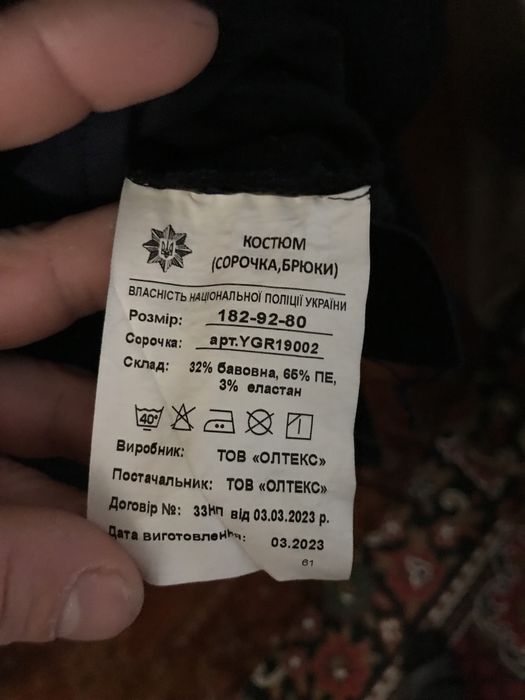 КОСТЮМ
(СОРОЧКА,БРЮКИ)
ВЛАСНІСТЬ НАЦІОНАЛЬНОЇ ПОЛІЦІЇ УКРАЇНИ
Розмір: 182-92-80
Сорочка: арт.YGR19002
Склад: 32% бавовна, 65% ПЕ,
3% еластан
40°
Виробник: ТОВ «ОЛТЕКС»
Постачальник: ТОВ «ОЛТЕКС»
Договір №: 33нп від 03.03.2023 р.
Дата виготовлення: 03.2023
61